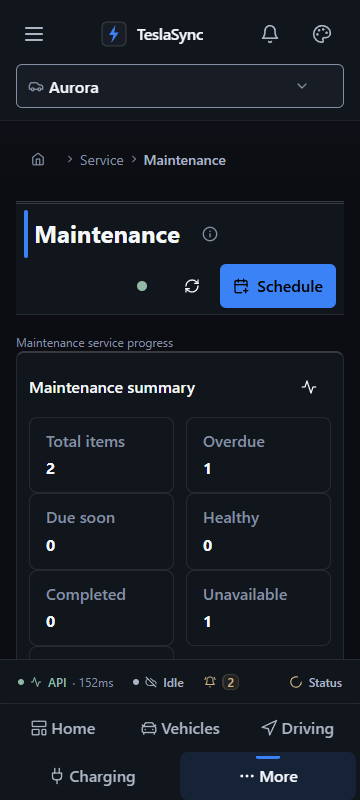 TeslaSync
Aurora
Service Maintenance
Maintenance
Schedule
Maintenance service progress
Maintenance summary
Total items Overdue
2 1
Due soon Healthy
0 0
Completed Unavailable
0 1
API · 152ms Idle 2 Status
Home Vehicles Driving
Charging More